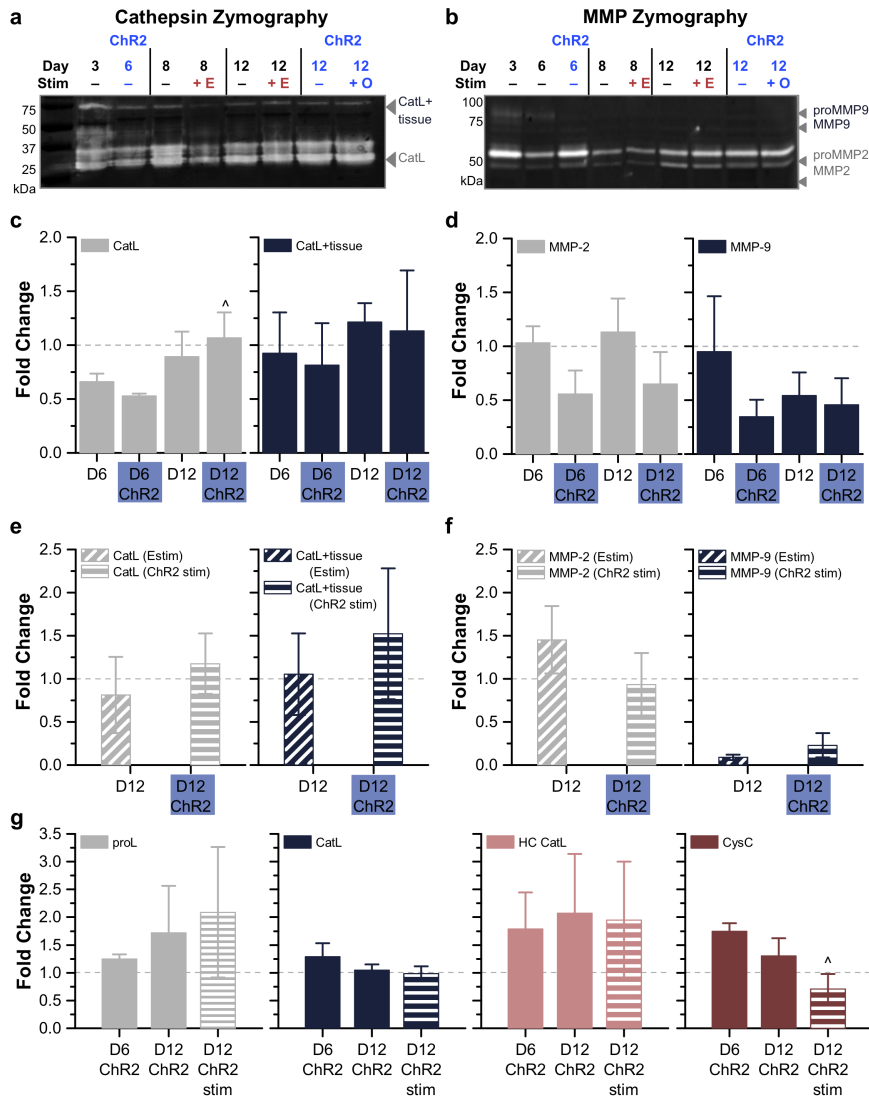 a Cathepsin Zymography
ChR2 ChR2
Day 3 6 8 8 12 12 12 12
Stim – – – + E – + E – + O
75
50
37
25
kDa
CatL+
tissue
CatL
b MMP Zymography
ChR2 ChR2
Day 3 6 6 8 8 12 12 12 12
Stim – – – – + E – + E – + O
100
75
50
kDa
proMMP9
MMP9
proMMP2
MMP2
c
Fold Change
2.0
1.5
1.0
0.5
0.0
CatL
^
D6 D6 D12 D12
ChR2 ChR2
CatL+tissue
D6 D6 D12 D12
ChR2 ChR2
d
Fold Change
2.0
1.5
1.0
0.5
0.0
MMP-2
D6 D6 D12 D12
ChR2 ChR2
MMP-9
D6 D6 D12 D12
ChR2 ChR2
e
Fold Change
2.5
2.0
1.5
1.0
0.5
0.0
CatL (Estim)
CatL (ChR2 stim)
D12 D12
ChR2
CatL+tissue
(Estim)
CatL+tissue
(ChR2 stim)
D12 D12
ChR2
f
Fold Change
2.5
2.0
1.5
1.0
0.5
0.0
MMP-2 (Estim)
MMP-2 (ChR2 stim)
D12 D12
ChR2
MMP-9 (Estim)
MMP-9 (ChR2 stim)
D12 D12
ChR2
g
Fold Change
3.5
3.0
2.5
2.0
1.5
1.0
0.5
0.0
proL
D6 D12 D12
ChR2 ChR2 ChR2
stim
CatL
D6 D12 D12
ChR2 ChR2 ChR2
stim
HC CatL
D6 D12 D12
ChR2 ChR2 ChR2
stim
CysC
^
D6 D12 D12
ChR2 ChR2 ChR2
stim